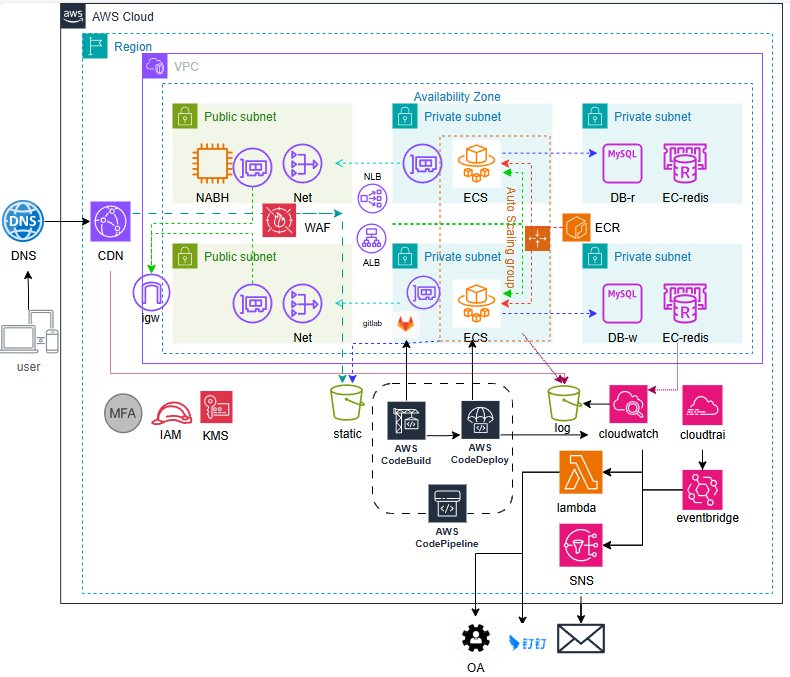 aws
AWS Cloud
Region
VPC
Availability Zone
Public subnet
Private subnet
Private subnet
MySQL
R
NABH
Net
NLB
ECS
DB-r
EC-redis
Auto Scaling group
DNS
WAF
ECR
DNS
CDN
ALB
Public subnet
Private subnet
Private subnet
MySQL
R
igw
gitlab
Net
ECS
DB-w
EC-redis
user
MFA
IAM
KMS
static
AWS
CodeBuild
AWS
CodeDeploy
log
cloudwatch
cloudtrai
AWS
CodePipeline
lambda
eventbridge
SNS
OA
钉钉